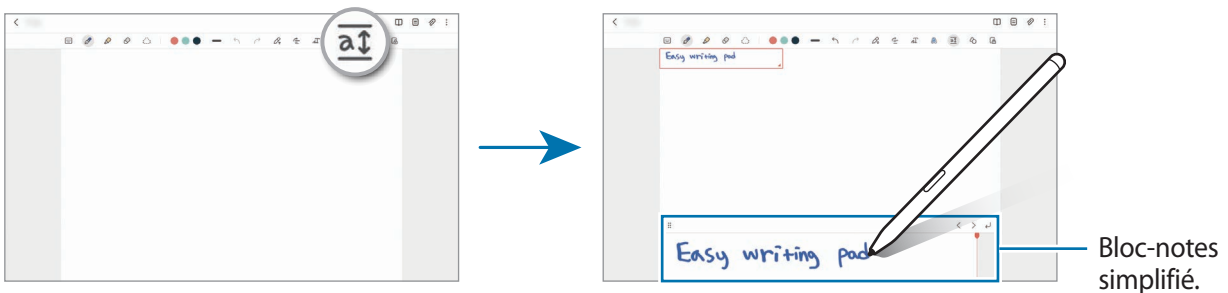 a
Easy writing pad
Easy writing pad
Bloc-notes
simplifié.